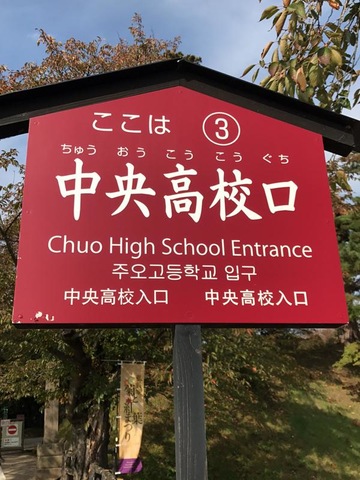 ここは ③
ちゅう おう こう こう ぐち
中央高校口
Chuo High School Entrance
주오고등학교 입구
中央高校入口 中央高校入口